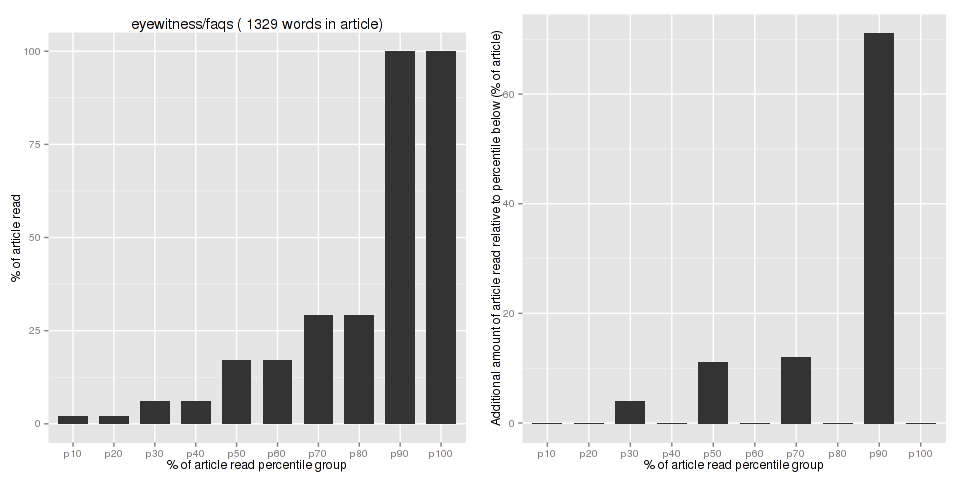 eyewitness/faqs ( 1329 words in article)
% of article read
100
75
50
25
0
p10 p20 p30 p40 p50 p60 p70 p80 p90 p100
% of article read percentile group
Additional amount of article read relative to percentile below (% of article)
60
40
20
0
p10 p20 p30 p40 p50 p60 p70 p80 p90 p100
% of article read percentile group